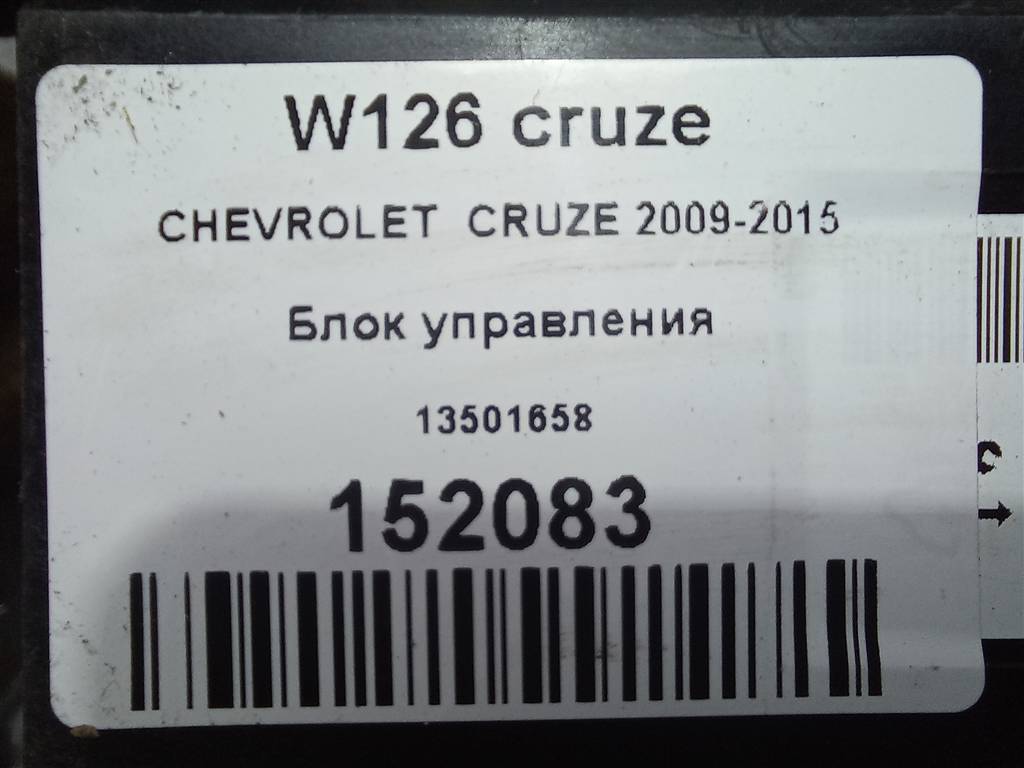 W126 cruze
CHEVROLET CRUZE 2009-2015
Блок управления
13501658
152083